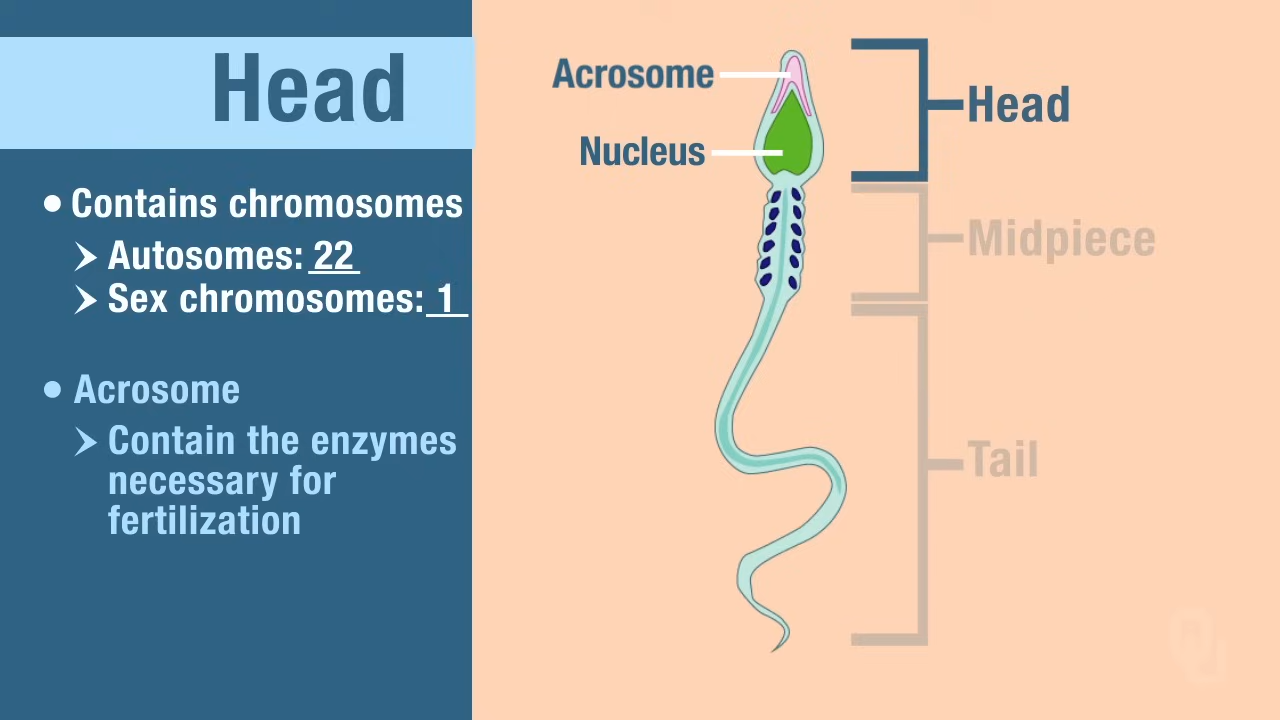 Head
• Contains chromosomes
➤ Autosomes: 22
➤ Sex chromosomes: 1
• Acrosome
➤ Contain the enzymes
necessary for
fertilization
Acrosome
Nucleus
Head
Midpiece
Tail